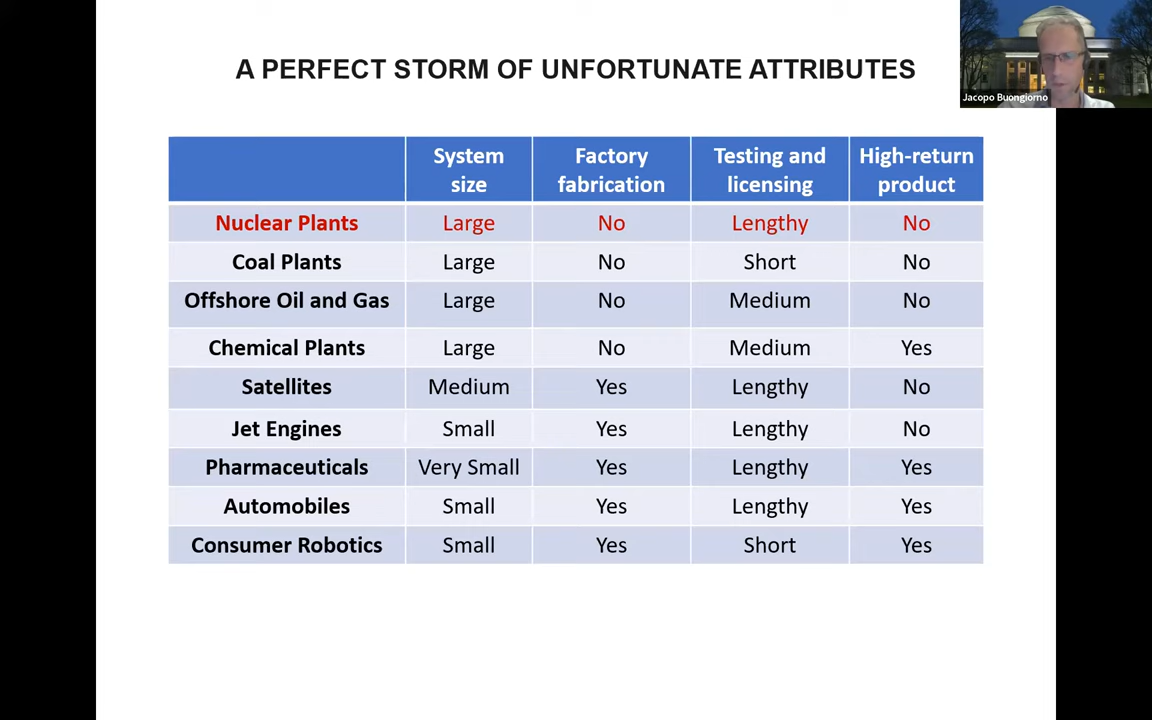 A PERFECT STORM OF UNFORTUNATE ATTRIBUTES
Jacopo Buongiorno
System size Factory fabrication Testing and licensing High-return product
Nuclear Plants Large No Lengthy No
Coal Plants Large No Short No
Offshore Oil and Gas Large No Medium No
Chemical Plants Large No Medium Yes
Satellites Medium Yes Lengthy No
Jet Engines Small Yes Lengthy No
Pharmaceuticals Very Small Yes Lengthy Yes
Automobiles Small Yes Lengthy Yes
Consumer Robotics Small Yes Short Yes